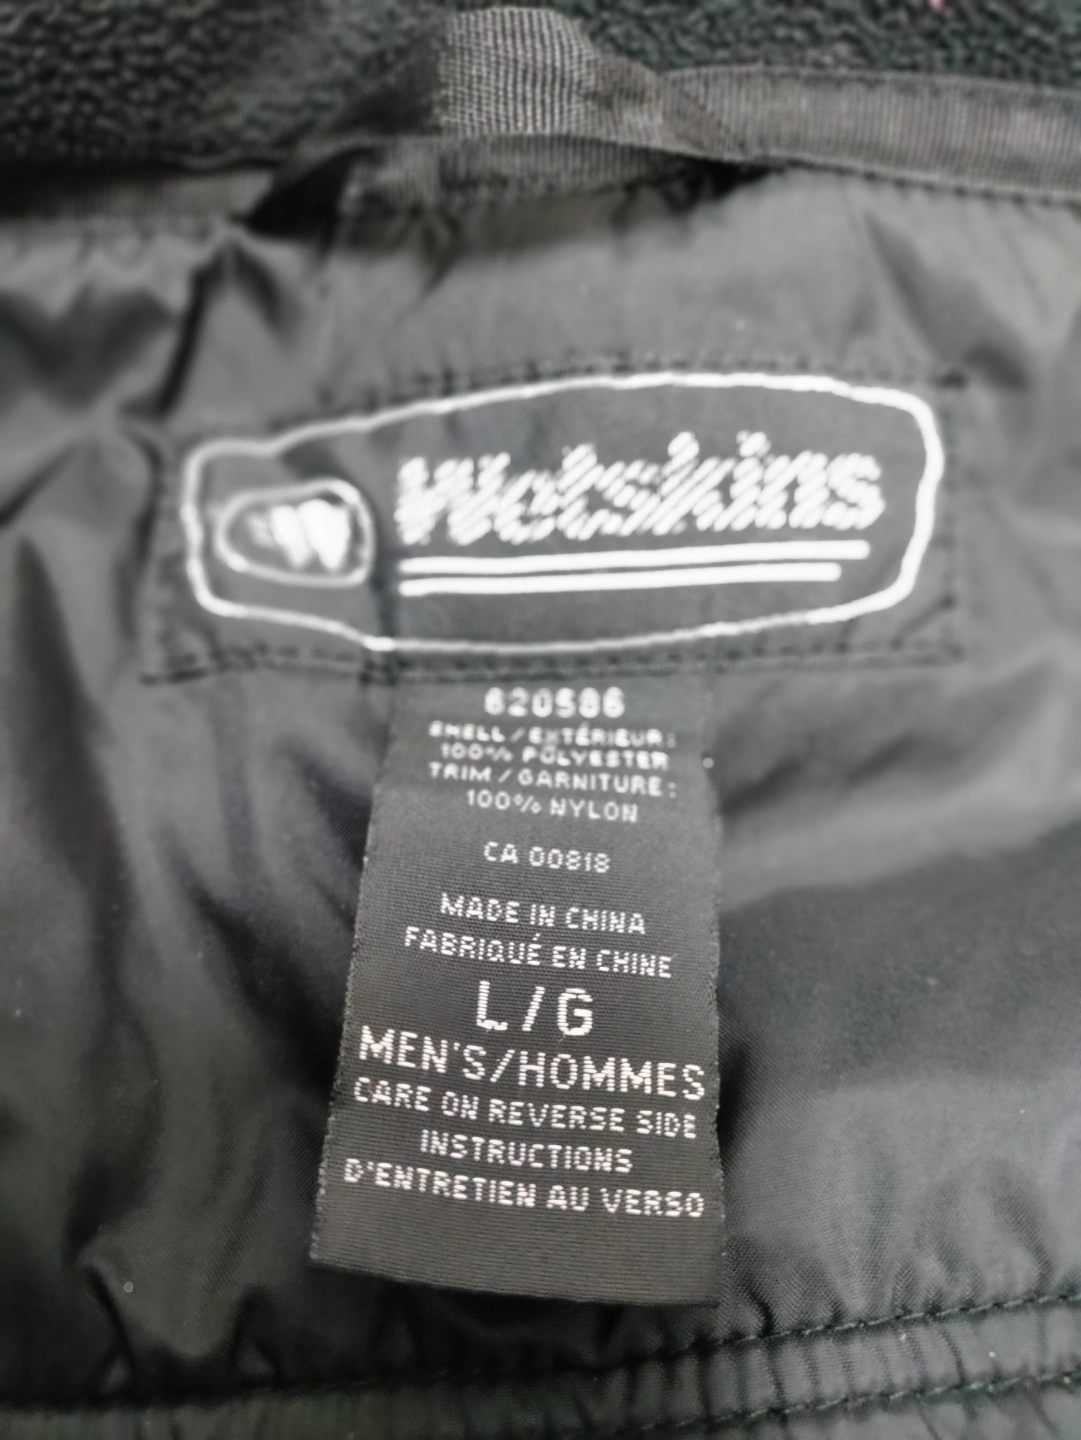 Wetskins
620586
SHELL / EXTÉRIEUR:
100% POLYESTER
TRIM / GARNITURE:
100% NYLON
CA 00818
MADE IN CHINA
FABRIQUÉ EN CHINE
L/G
MEN'S/HOMMES
CARE ON REVERSE SIDE
INSTRUCTIONS
D'ENTRETIEN AU VERSO